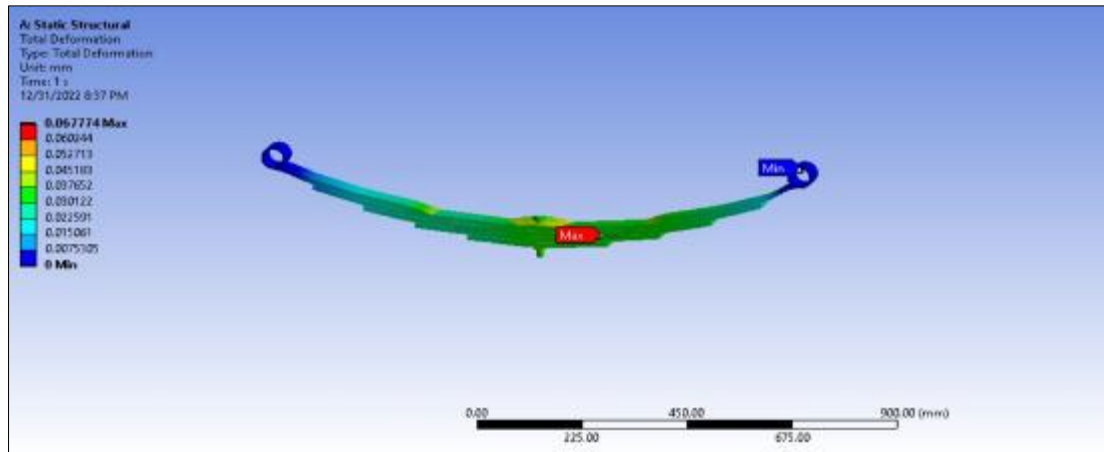 A: Static Structural
Total Deformation
Type: Total Deformation
Unit: mm
Time: 1 s
12/31/2022 8:37 PM
0.067774 Max
0.060244
0.052713
0.045183
0.037652
0.030122
0.022591
0.015061
0.0075305
0 Min
Min
Max
0.00 450.00 900.00 (mm)
225.00 675.00